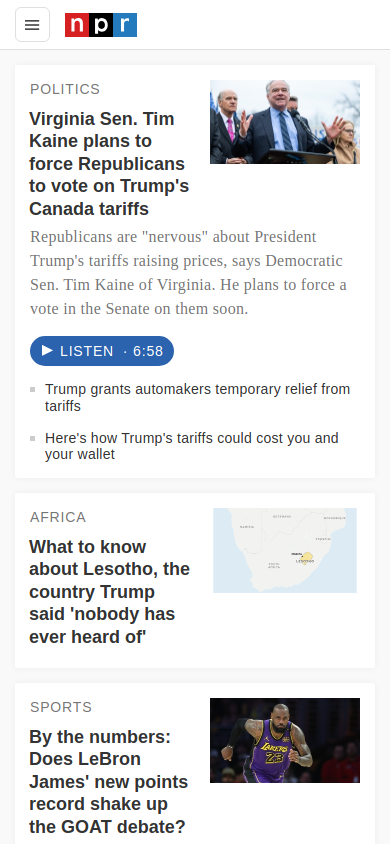 npr
POLITICS
Virginia Sen. Tim
Kaine plans to
force Republicans
to vote on Trump's
Canada tariffs
Republicans are "nervous" about President
Trump's tariffs raising prices, says Democratic
Sen. Tim Kaine of Virginia. He plans to force a
vote in the Senate on them soon.
LISTEN · 6:58
Trump grants automakers temporary relief from
tariffs
Here's how Trump's tariffs could cost you and
your wallet
AFRICA
What to know
about Lesotho, the
country Trump
said 'nobody has
ever heard of'
LESOTHO
SPORTS
By the numbers:
Does LeBron
James' new points
record shake up
the GOAT debate?
LAKERS
23